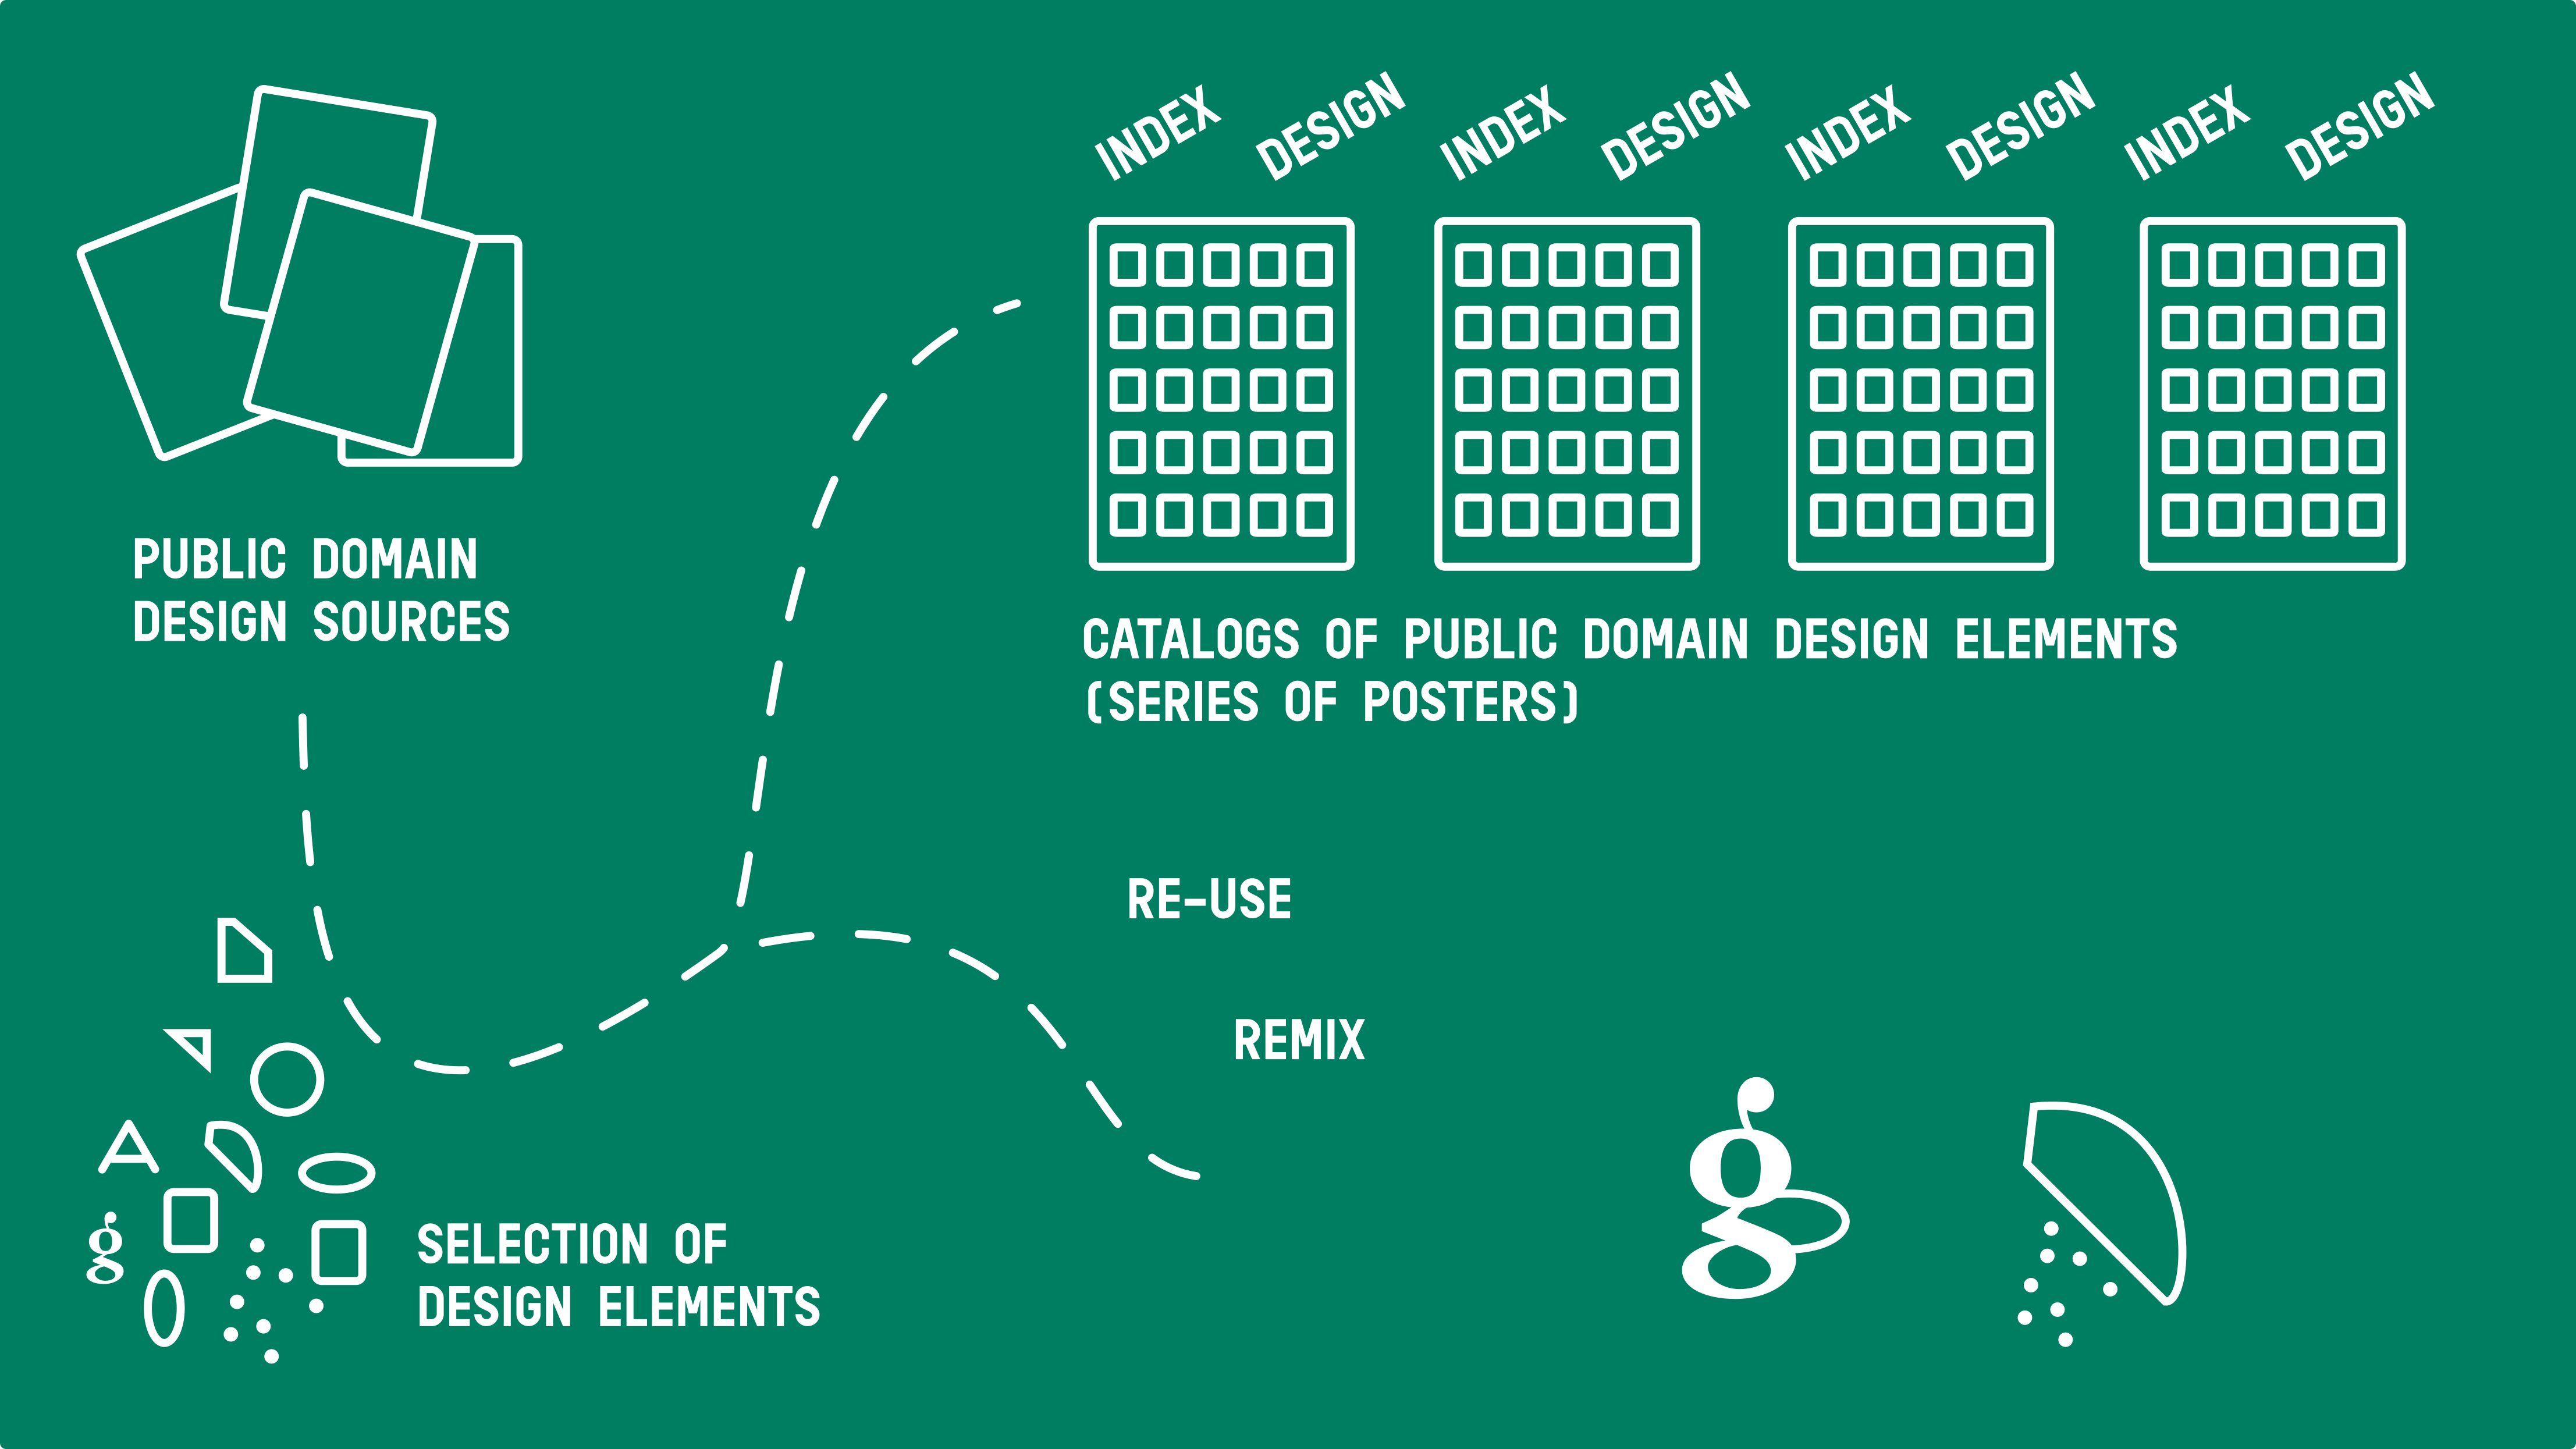 INDEX DESIGN INDEX DESIGN INDEX DESIGN INDEX DESIGN
PUBLIC DOMAIN
DESIGN SOURCES
CATALOGS OF PUBLIC DOMAIN DESIGN ELEMENTS
(SERIES OF POSTERS)
RE-USE
REMIX
A
g
SELECTION OF
DESIGN ELEMENTS
g